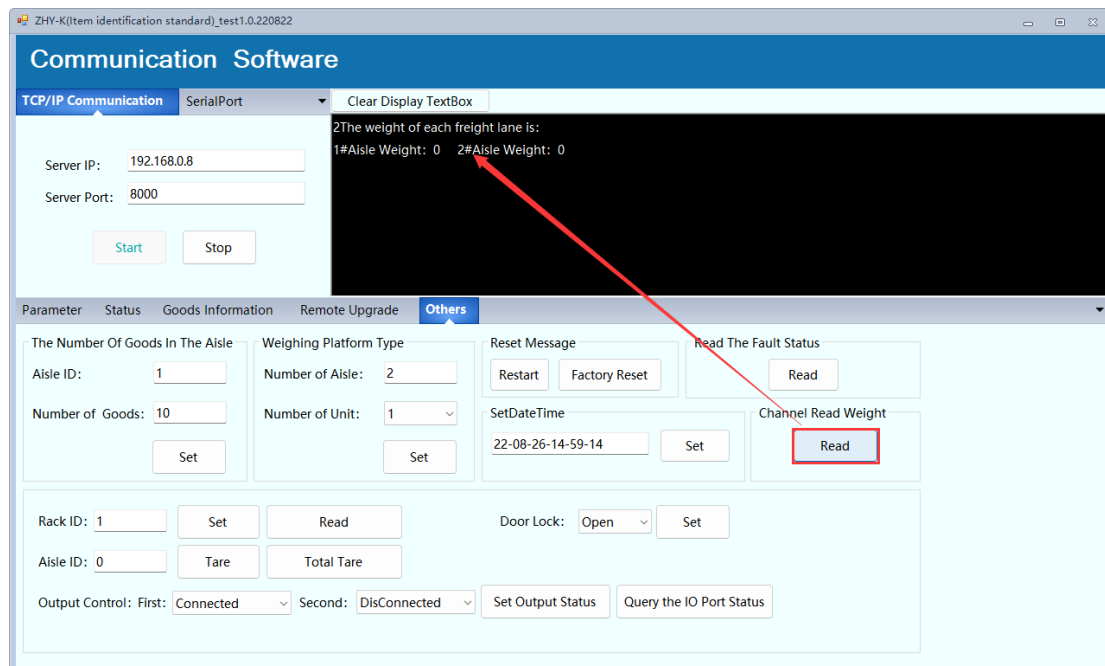 ZHY-K(Item identification standard)_test1.0.220822
Communication Software
TCP/IP Communication SerialPort Clear Display TextBox
2The weight of each freight lane is:
1#Aisle Weight: 0 2#Aisle Weight: 0
Server IP: 192.168.0.8
Server Port: 8000
Start Stop
Parameter Status Goods Information Remote Upgrade Others
The Number Of Goods In The Aisle Weighing Platform Type Reset Message Read The Fault Status
Aisle ID: 1 Number of Aisle: 2 Restart Factory Reset Read
Number of Goods: 10 Number of Unit: 1 SetDateTime Channel Read Weight
22-08-26-14-59-14 Set Read
Set Set
Rack ID: 1 Set Read Door Lock: Open Set
Aisle ID: 0 Tare Total Tare
Output Control: First: Connected Second: DisConnected Set Output Status Query the IO Port Status